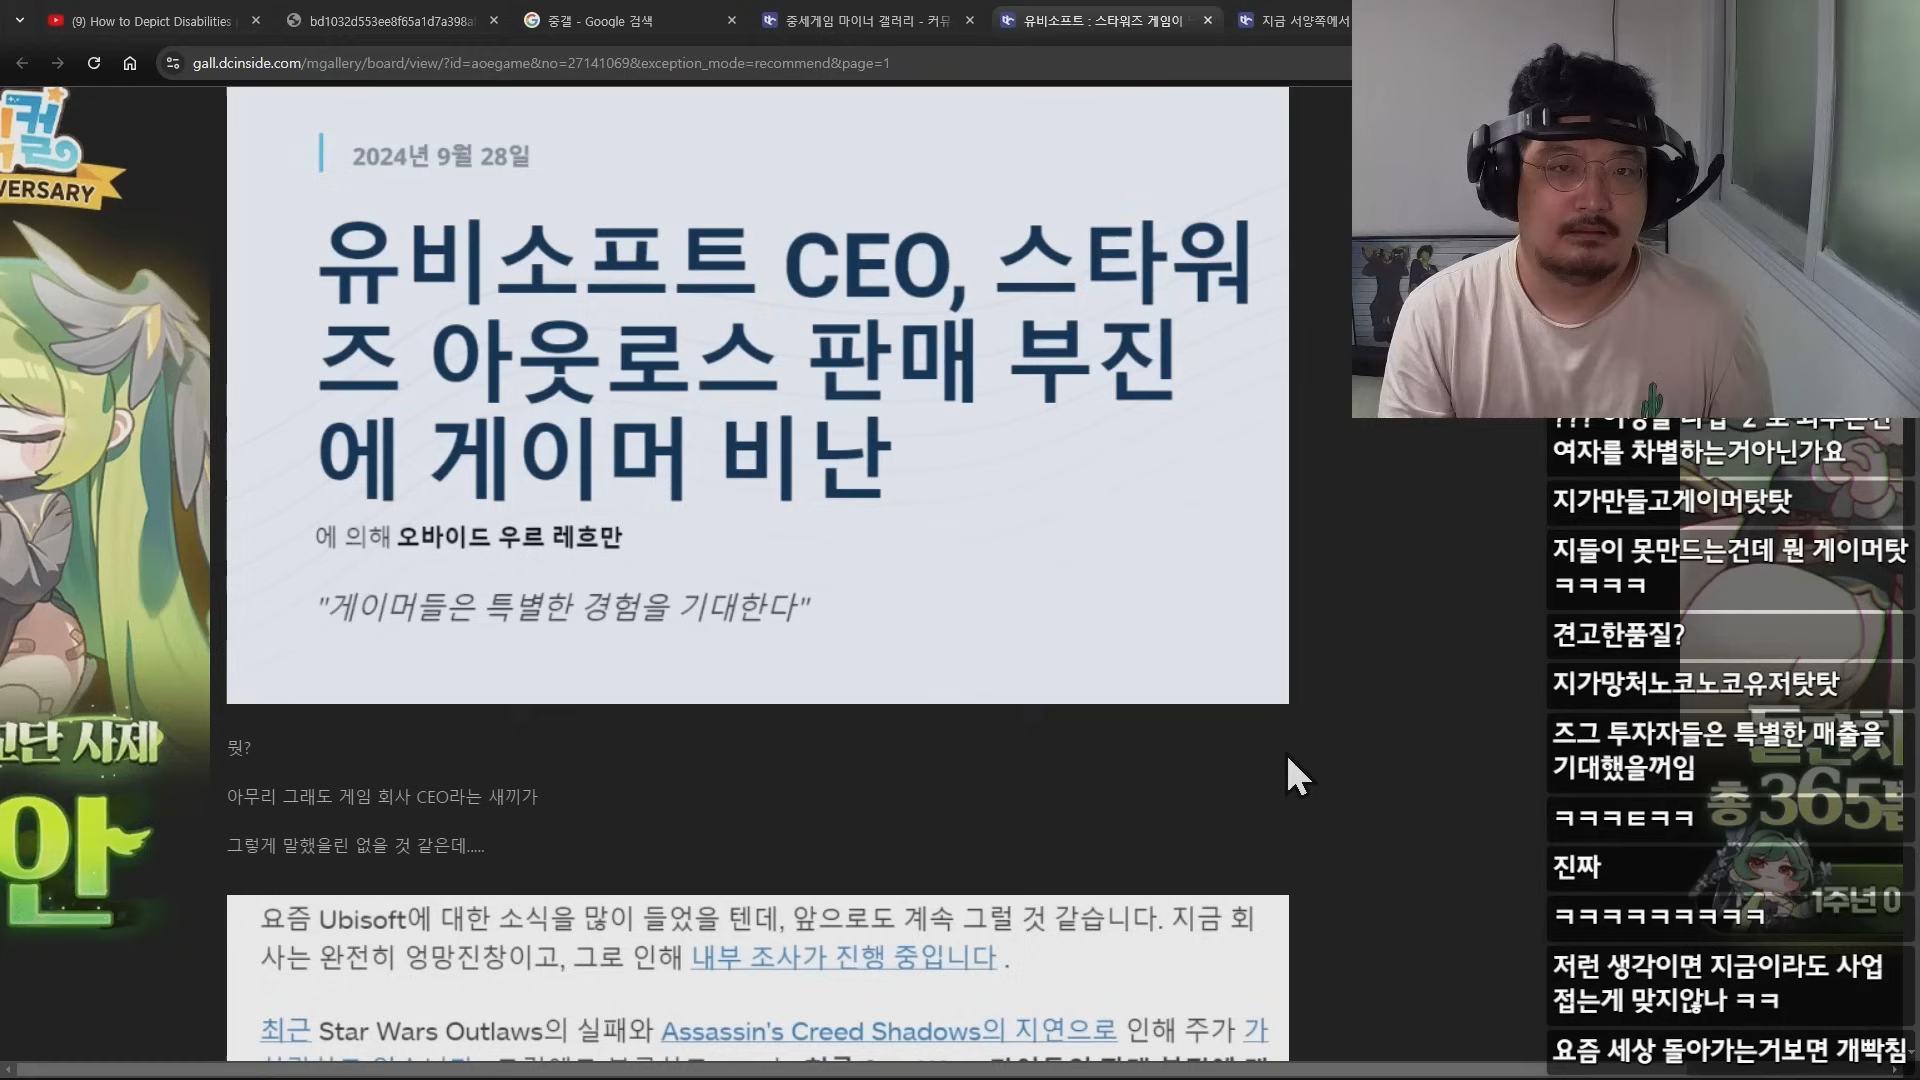 (9) How to Depict Disabilities
bd1032d553ee8f65a1d7a398a
중갤 - Google 검색
중세게임 마이너 갤러리 - 커뮤
유비소프트 : 스타워즈 게임이
지금 서양쪽에서
gall.dcinside.com/mgallery/board/view/?id=aoegame&no=27141069&exception_mode=recommend&page=1
컬
VERSARY
교단 사제
안
2024년 9월 28일
유비소프트 CEO, 스타워
즈 아웃로스 판매 부진
에 게이머 비난
에 의해 오바이드 우르 레흐만
"게이머들은 특별한 경험을 기대한다"
뭣?
아무리 그래도 게임 회사 CEO라는 새끼가
그렇게 말했을린 없을 것 같은데.....
요즘 Ubisoft에 대한 소식을 많이 들었을 텐데, 앞으로도 계속 그럴 것 같습니다. 지금 회
사는 완전히 엉망진창이고, 그로 인해 내부 조사가 진행 중입니다 .
최근 Star Wars Outlaws의 실패와 Assassin's Creed Shadows의 지연으로 인해 주가 가
여자를 차별하는거아닌가요
지가만들고게이머탓탓
지들이 못만드는건데 뭔 게이머탓
ㅋㅋㅋㅋ
견고한품질?
지가망처노코노코유저탓탓
즈그 투자자들은 특별한 매출을
기대했을꺼임
ㅋㅋㅋㅌㅋㅋ
진짜
ㅋㅋㅋㅋㅋㅋㅋㅋㅋ
저런 생각이면 지금이라도 사업
접는게 맞지않나 ㅋㅋ
요즘 세상 돌아가는거보면 개빡침
총 365
1주년